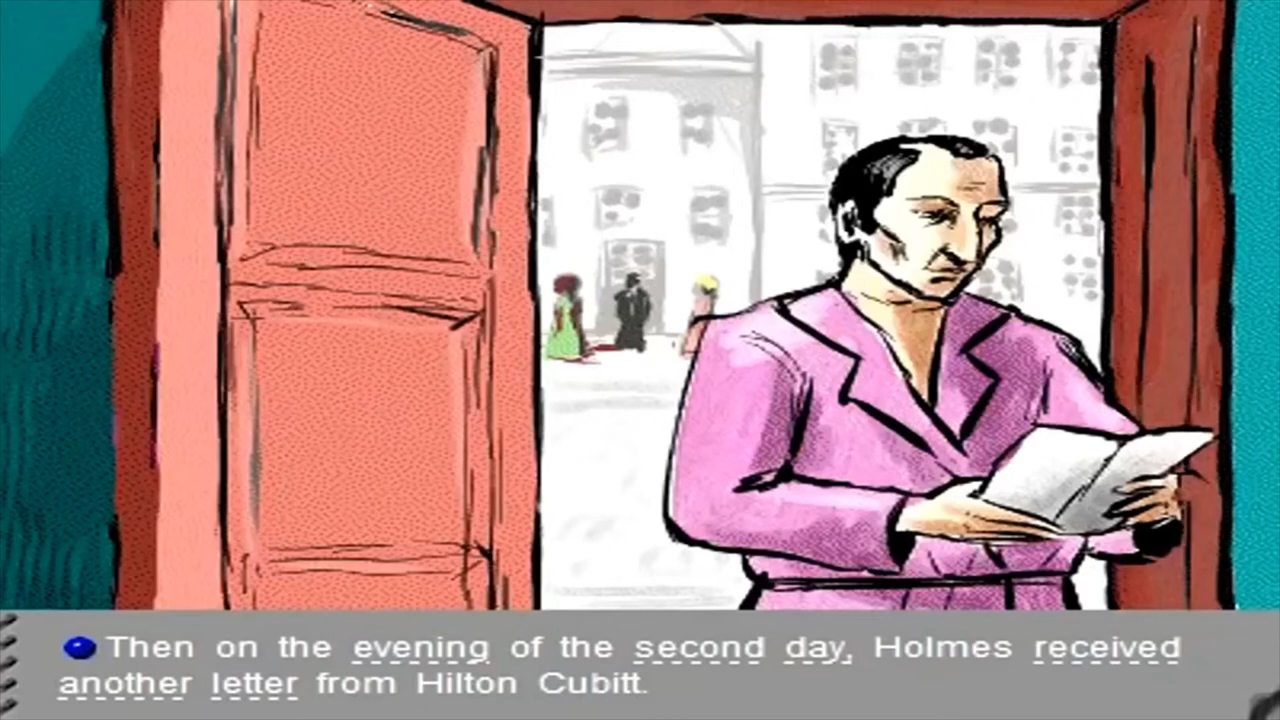 Then on the evening of the second day, Holmes received
another letter from Hilton Cubitt.